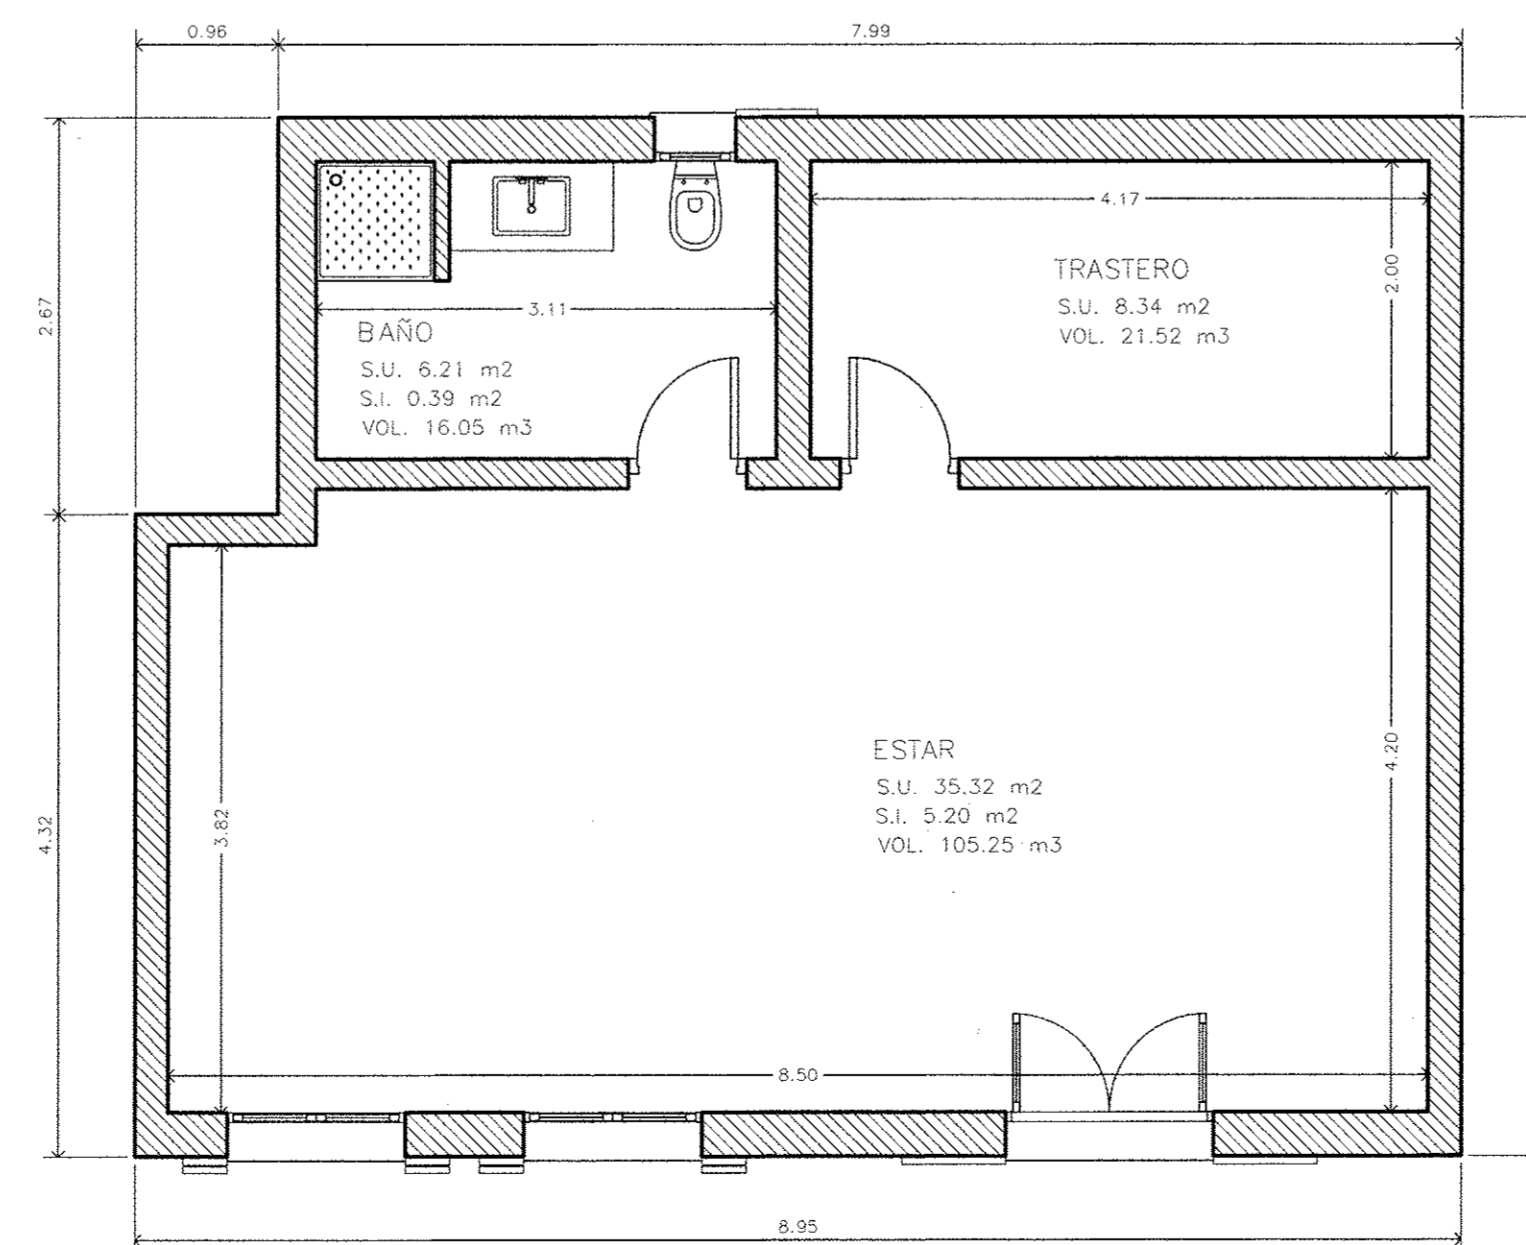 0.96
7.99
4.17
TRASTERO
S.U. 8.34 m2
VOL. 21.52 m3
2.00
2.67
3.11
BAÑO
S.U. 6.21 m2
S.I. 0.39 m2
VOL. 16.05 m3
ESTAR
S.U. 35.32 m2
S.I. 5.20 m2
VOL. 105.25 m3
4.20
3.82
4.32
8.50
8.95